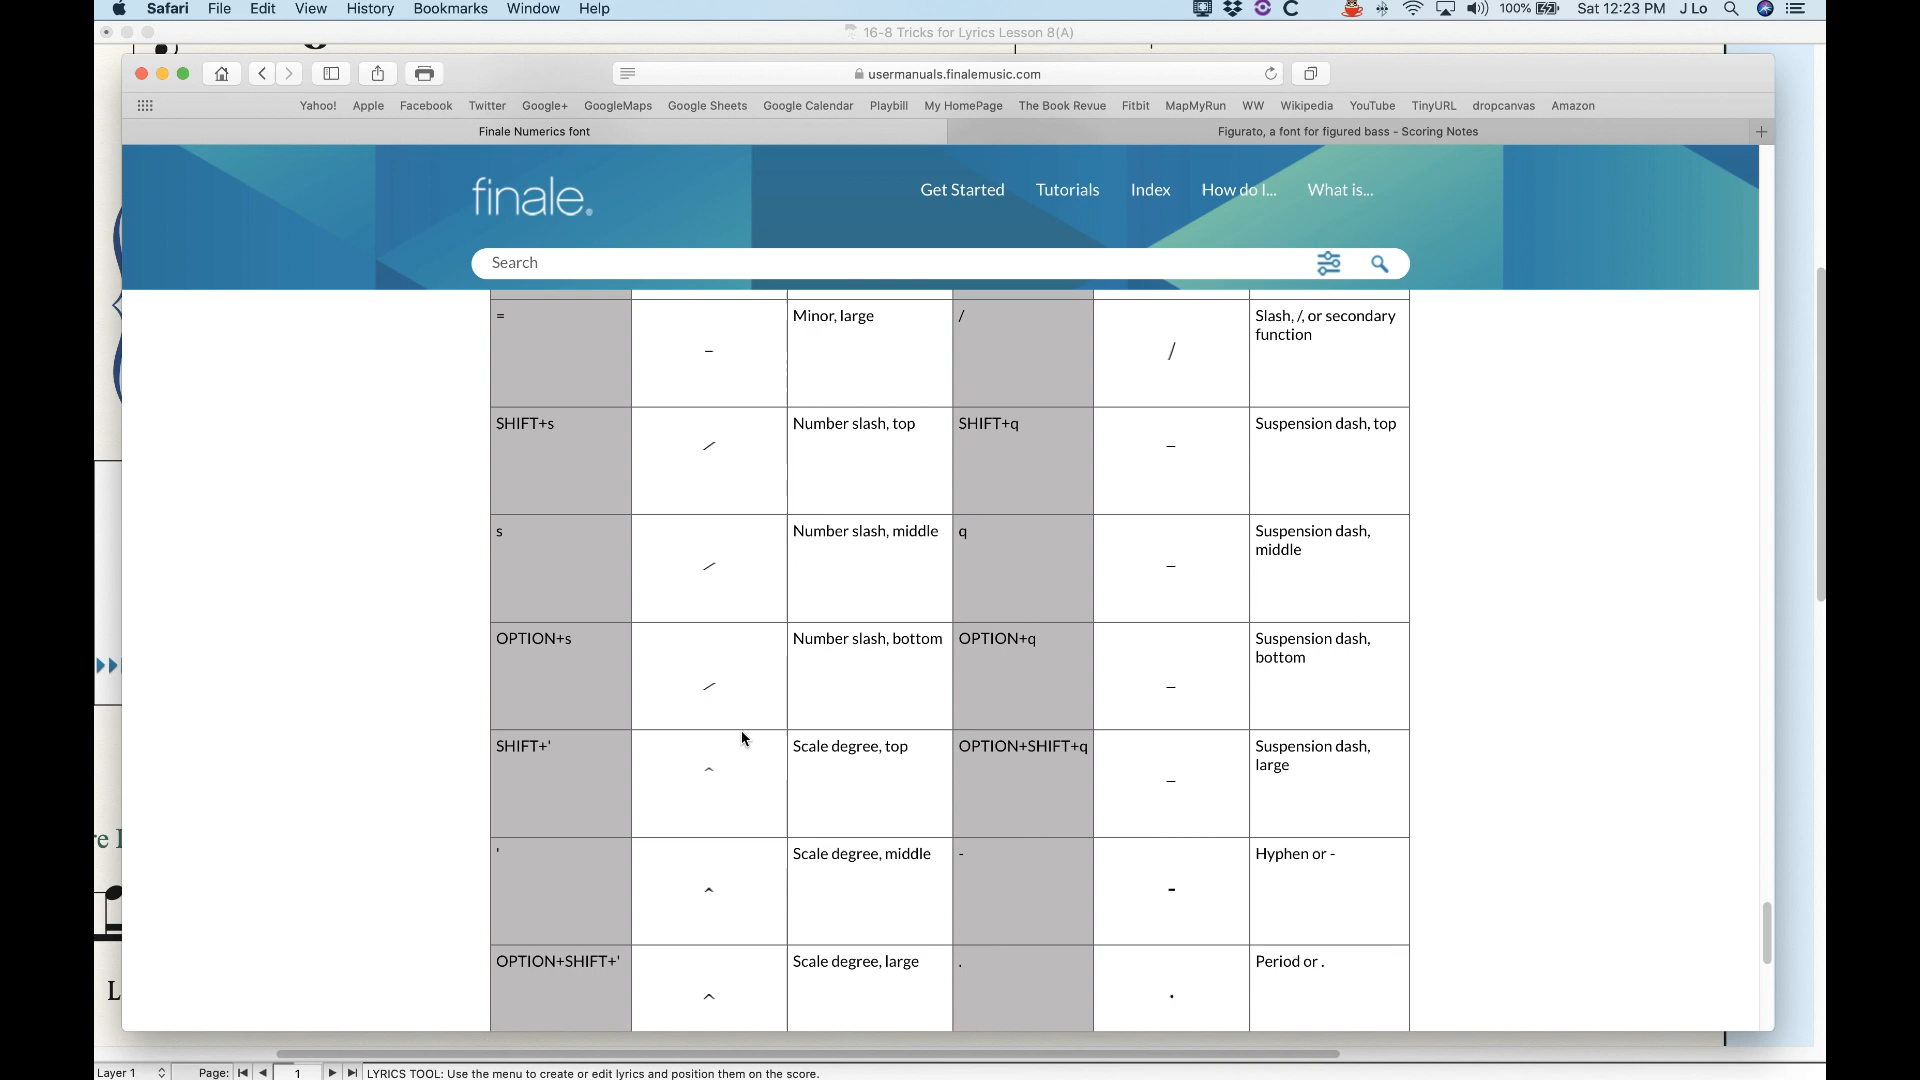 Safari File Edit View History Bookmarks Window Help 100% Sat 12:23 PM J Lo
16-8 Tricks for Lyrics Lesson 8(A)
usermanuals.finalemusic.com
Yahoo! Apple Facebook Twitter Google+ GoogleMaps Google Sheets Google Calendar Playbill My HomePage The Book Revue Fitbit MapMyRun WW Wikipedia YouTube TinyURL dropcanvas Amazon
Finale Numerics font Figurato, a font for figured bass - Scoring Notes
finale. Get Started Tutorials Index How do I... What is...
Search
= – Minor, large / / Slash, /, or secondary
function
SHIFT+s Number slash, top SHIFT+q – Suspension dash, top
s Number slash, middle q – Suspension dash,
middle
OPTION+s Number slash, bottom OPTION+q – Suspension dash,
bottom
SHIFT+' ^ Scale degree, top OPTION+SHIFT+q – Suspension dash,
large
' ^ Scale degree, middle - - Hyphen or -
OPTION+SHIFT+' ^ Scale degree, large . . Period or .
Layer 1 Page: 1 LYRICS TOOL: Use the menu to create or edit lyrics and position them on the score.